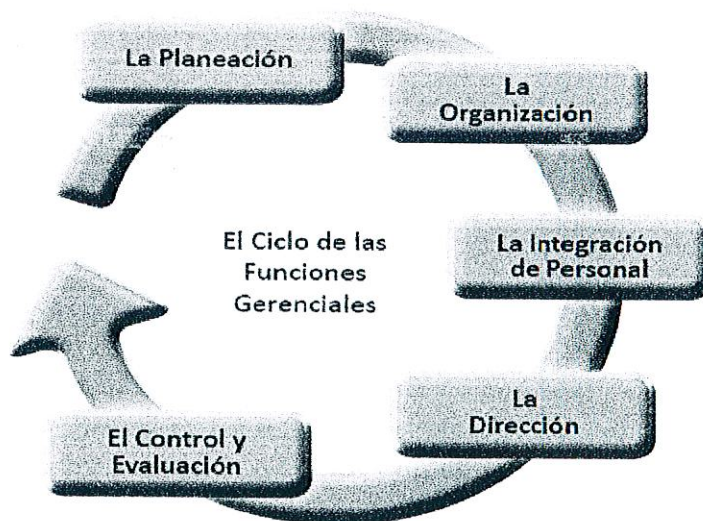 La Planeación
La
Organización
El Ciclo de las
Funciones
Gerenciales
La Integración
de Personal
La
Dirección
El Control y
Evaluación